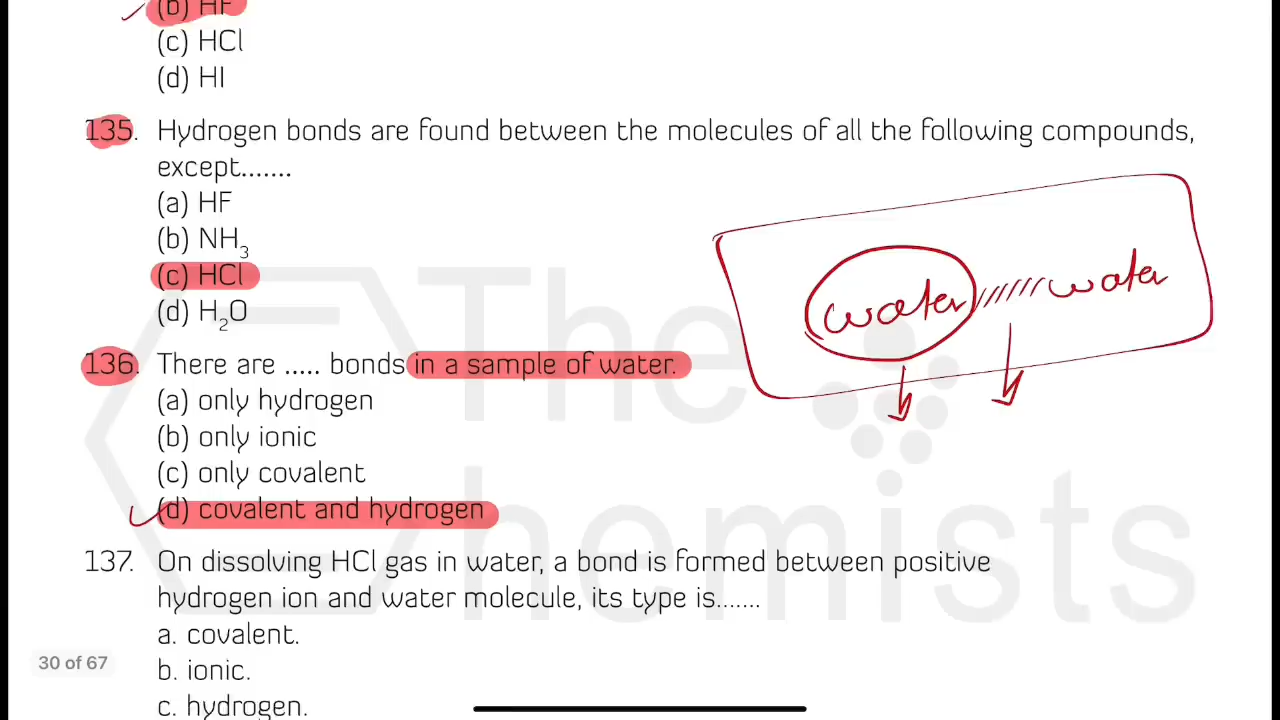 (b) HF
(c) HCl
(d) HI
135. Hydrogen bonds are found between the molecules of all the following compounds,
except.......
(a) HF
(b) NH₃
(c) HCl
(d) H₂O
water water
136. There are ..... bonds in a sample of water.
(a) only hydrogen
(b) only ionic
(c) only covalent
(d) covalent and hydrogen
137. On dissolving HCl gas in water, a bond is formed between positive
hydrogen ion and water molecule, its type is.......
a. covalent.
b. ionic.
c. hydrogen.
30 of 67
The
Chemists